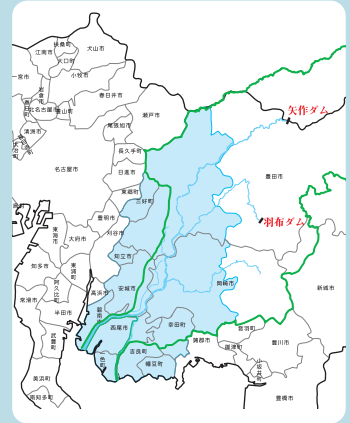 扶桑町
江南市
犬山市
大口町
小牧市
一宮市
岩倉市
春日井市
北名古屋市
豊山町
瀬戸市
矢作ダム
清洲市
尾張旭市
長久手町
名古屋市
日進市
豊田市
東郷町
三好町
豊明市
羽布ダム
東海市
大府市
刈谷市
知立市
知多市
東浦町
岡崎市
新城市
高浜市
安城市
阿久比町
常滑市
碧南市
半田市
西尾市
幸田町
音羽町
武豊町
吉良町
蒲郡市
御津町
豊川市
一色町
幡豆町
小坂井町
美浜町
南知多町
豊橋市